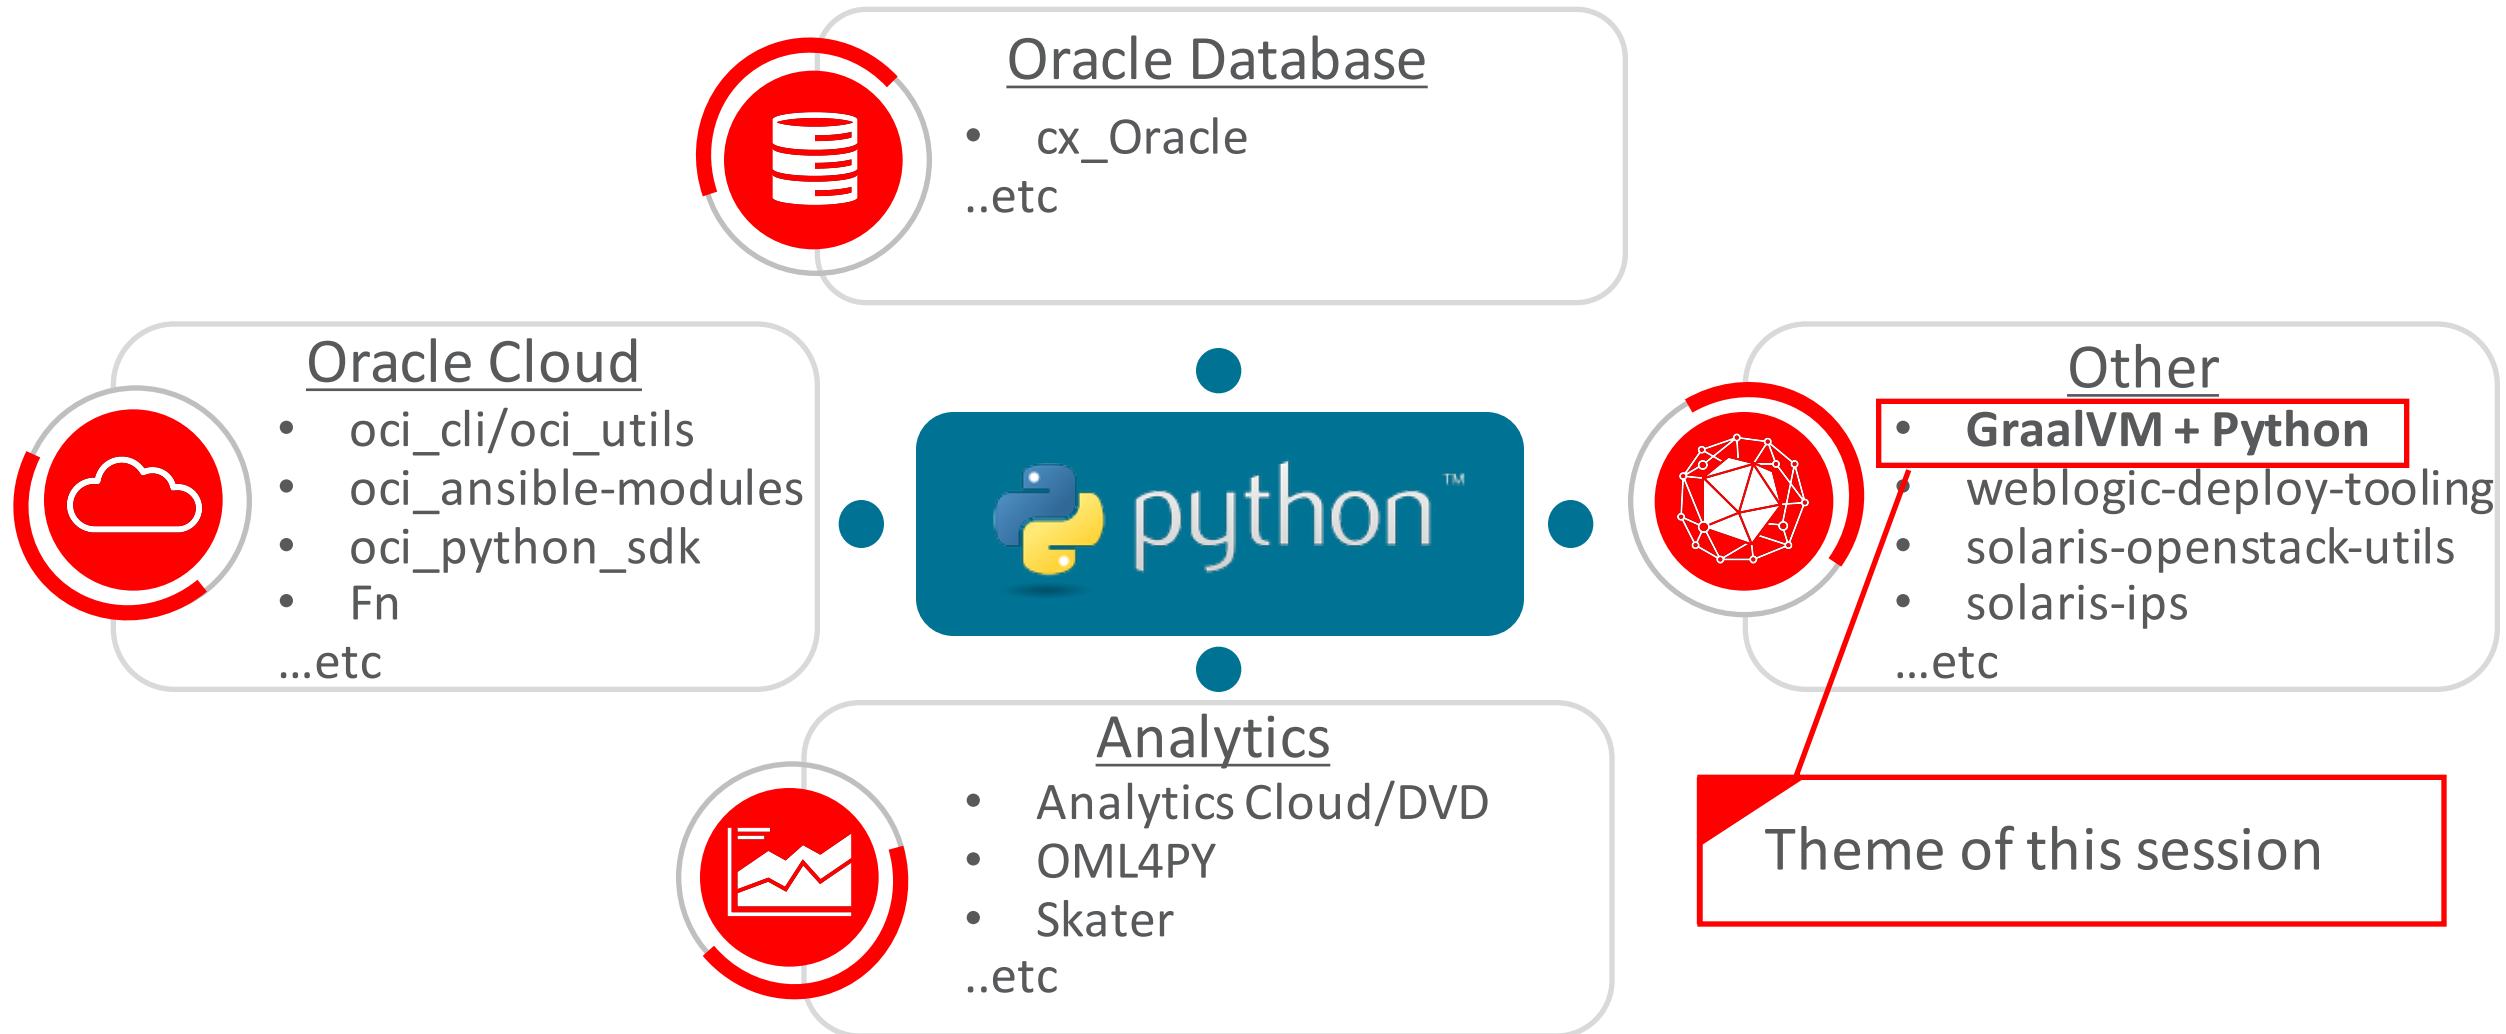 Oracle Database
• cx_Oracle
..etc
Oracle Cloud
• oci_cli/oci_utils
• oci_ansible-modules
• oci_python_sdk
• Fn
...etc
python™
Other
• GraalVM + Python
• weblogic-deploy-tooling
• solaris-openstack-utils
• solaris-ips
...etc
Analytics
• Analytics Cloud/DVD
• OML4PY
• Skater
..etc
Theme of this session